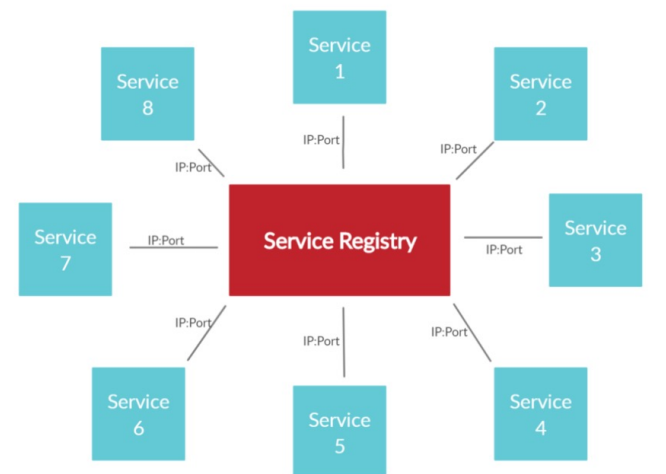 Service
1
Service
8
Service
2
IP:Port
IP:Port
IP:Port
Service
7
IP:Port
Service Registry
IP:Port
Service
3
IP:Port
IP:Port
IP:Port
Service
6
Service
5
Service
4